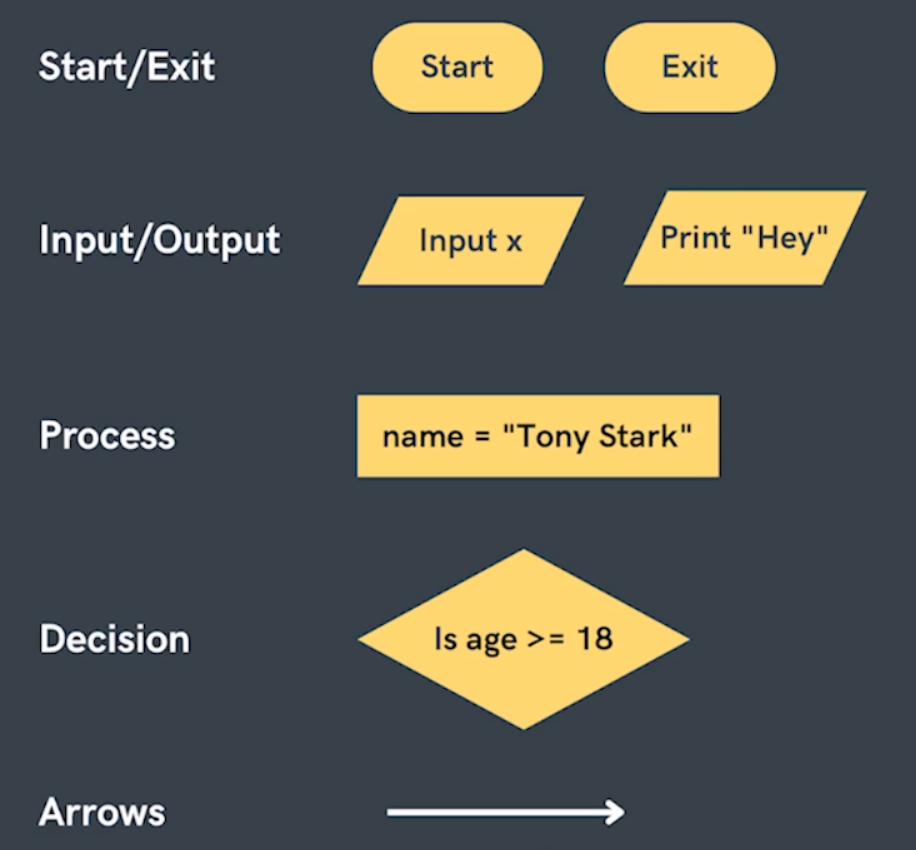 Start/Exit
Start
Exit
Input/Output
Input x
Print "Hey"
Process
name = "Tony Stark"
Decision
Is age >= 18
Arrows